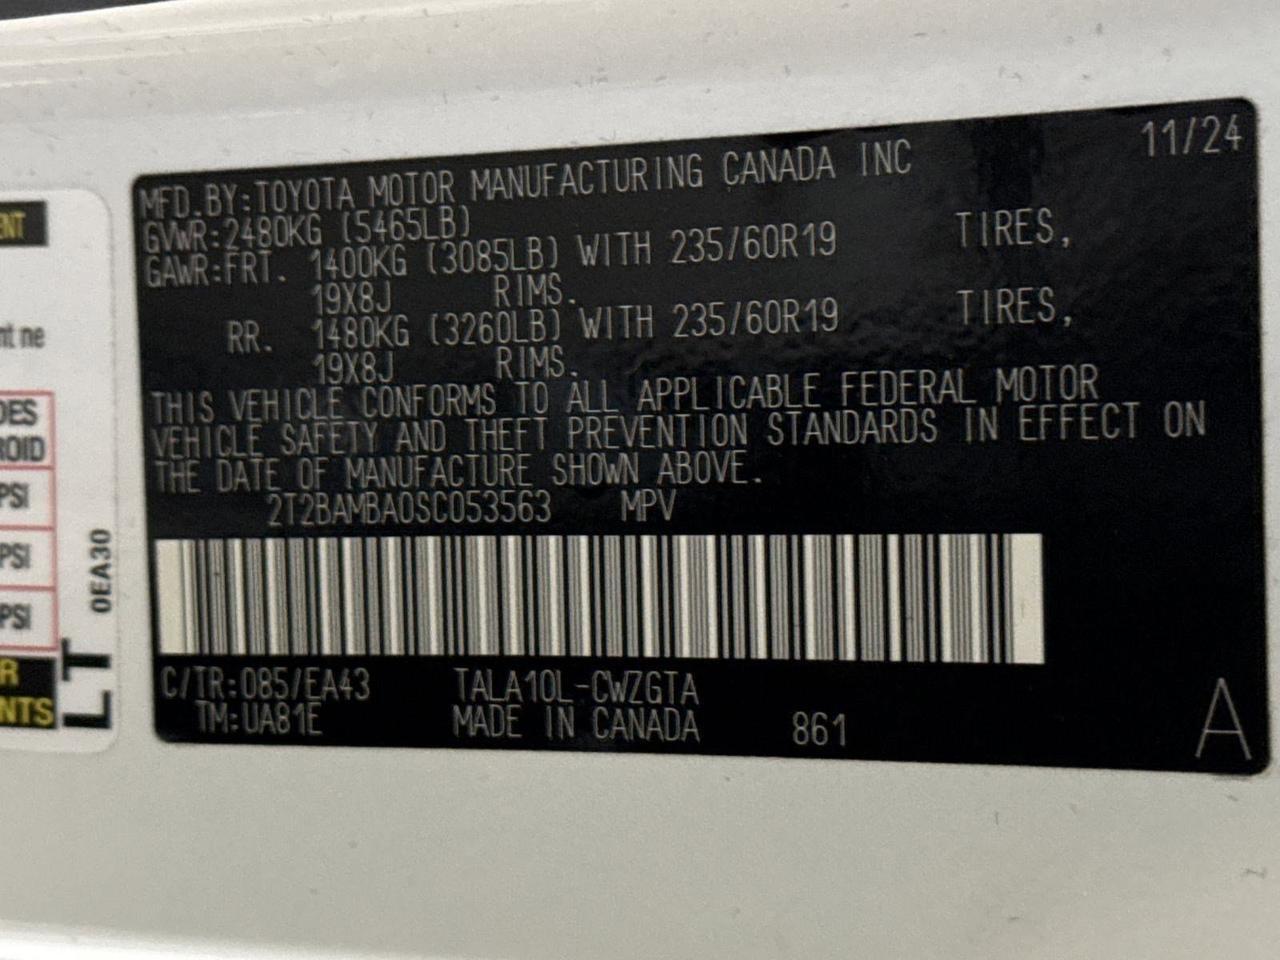 11/24
MFD.BY:TOYOTA MOTOR MANUFACTURING CANADA INC
GVWR:2480KG (5465LB)
GAWR:FRT. 1400KG (3085LB) WITH 235/60R19 TIRES,
19X8J RIMS.
RR. 1480KG (3260LB) WITH 235/60R19 TIRES,
19X8J RIMS.
THIS VEHICLE CONFORMS TO ALL APPLICABLE FEDERAL MOTOR
VEHICLE SAFETY AND THEFT PREVENTION STANDARDS IN EFFECT ON
THE DATE OF MANUFACTURE SHOWN ABOVE.
2T2BAMBA0SC053563 MPV
C/TR:085/EA43 TALA10L-CWZGTA
TM:UA81E MADE IN CANADA 861
A
ne
PSI
PSI
PSI
0EA30
LT